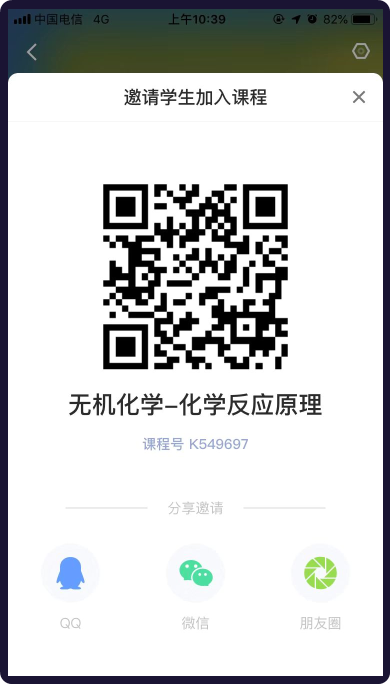 中国电信 4G 上午10:39 82%
邀请学生加入课程
无机化学-化学反应原理
课程号 K549697
分享邀请
QQ 微信 朋友圈